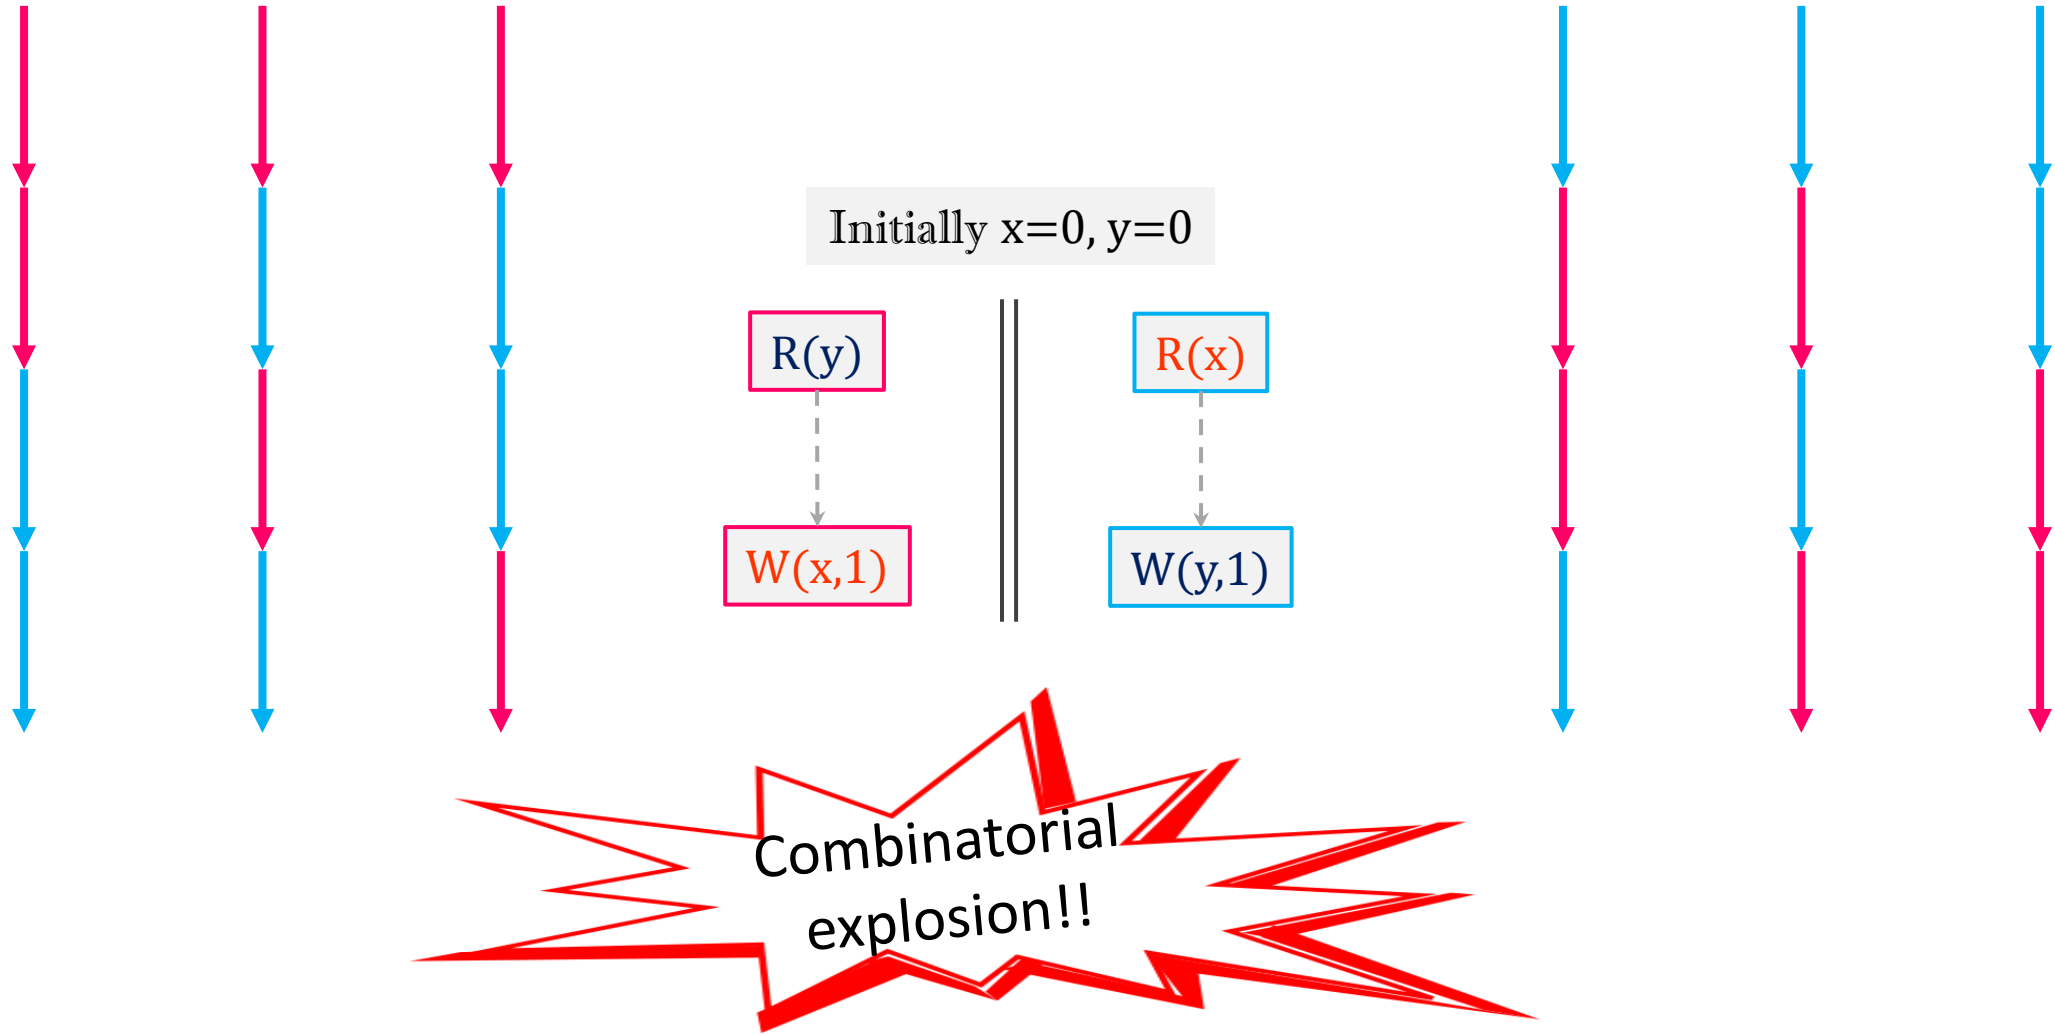 Initially x=0, y=0
R(y)
R(x)
W(x,1)
W(y,1)
Combinatorial
explosion!!